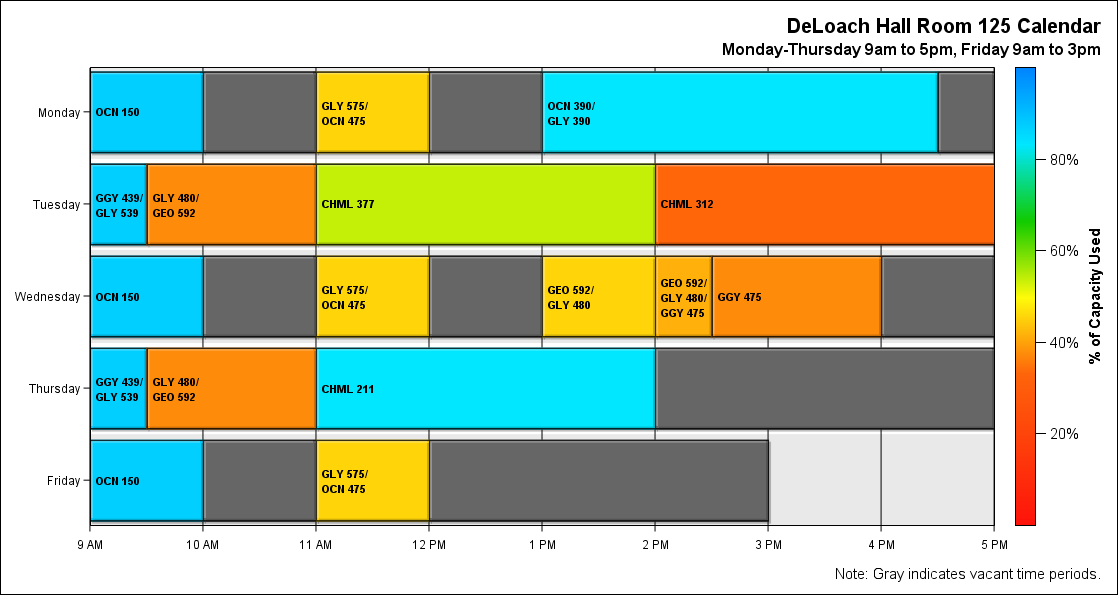 DeLoach Hall Room 125 Calendar
Monday-Thursday 9am to 5pm, Friday 9am to 3pm
Monday
OCN 150
GLY 575/
OCN 475
OCN 390/
GLY 390
Tuesday
GGY 439/
GLY 539
GLY 480/
GEO 592
CHML 377
CHML 312
Wednesday
OCN 150
GLY 575/
OCN 475
GEO 592/
GLY 480
GEO 592/
GLY 480/
GGY 475
GGY 475
Thursday
GGY 439/
GLY 539
GLY 480/
GEO 592
CHML 211
Friday
OCN 150
GLY 575/
OCN 475
9 AM 10 AM 11 AM 12 PM 1 PM 2 PM 3 PM 4 PM 5 PM
80%
60%
40%
20%
% of Capacity Used
Note: Gray indicates vacant time periods.